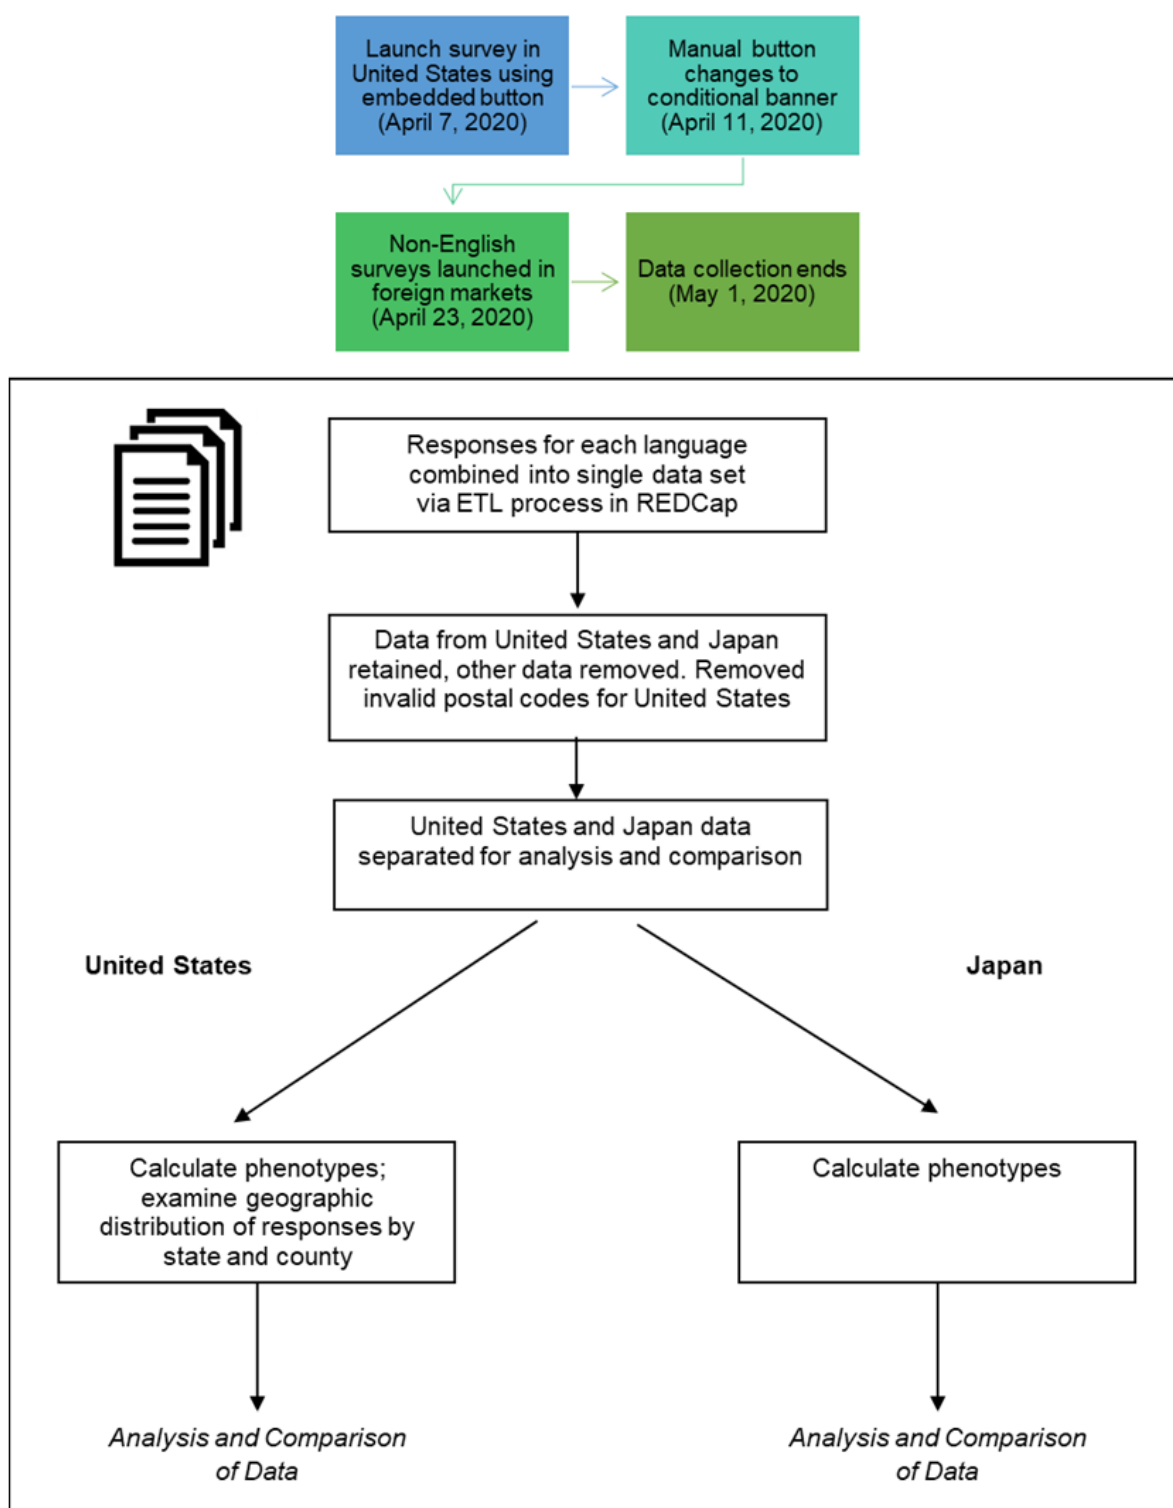 Launch survey in
United States using
embedded button
(April 7, 2020)
Manual button
changes to
conditional banner
(April 11, 2020)
Non-English
surveys launched in
foreign markets
(April 23, 2020)
Data collection ends
(May 1, 2020)
Responses for each language
combined into single data set
via ETL process in REDCap
Data from United States and Japan
retained, other data removed. Removed
invalid postal codes for United States
United States and Japan data
separated for analysis and comparison
United States
Japan
Calculate phenotypes;
examine geographic
distribution of responses by
state and county
Calculate phenotypes
Analysis and Comparison
of Data
Analysis and Comparison
of Data